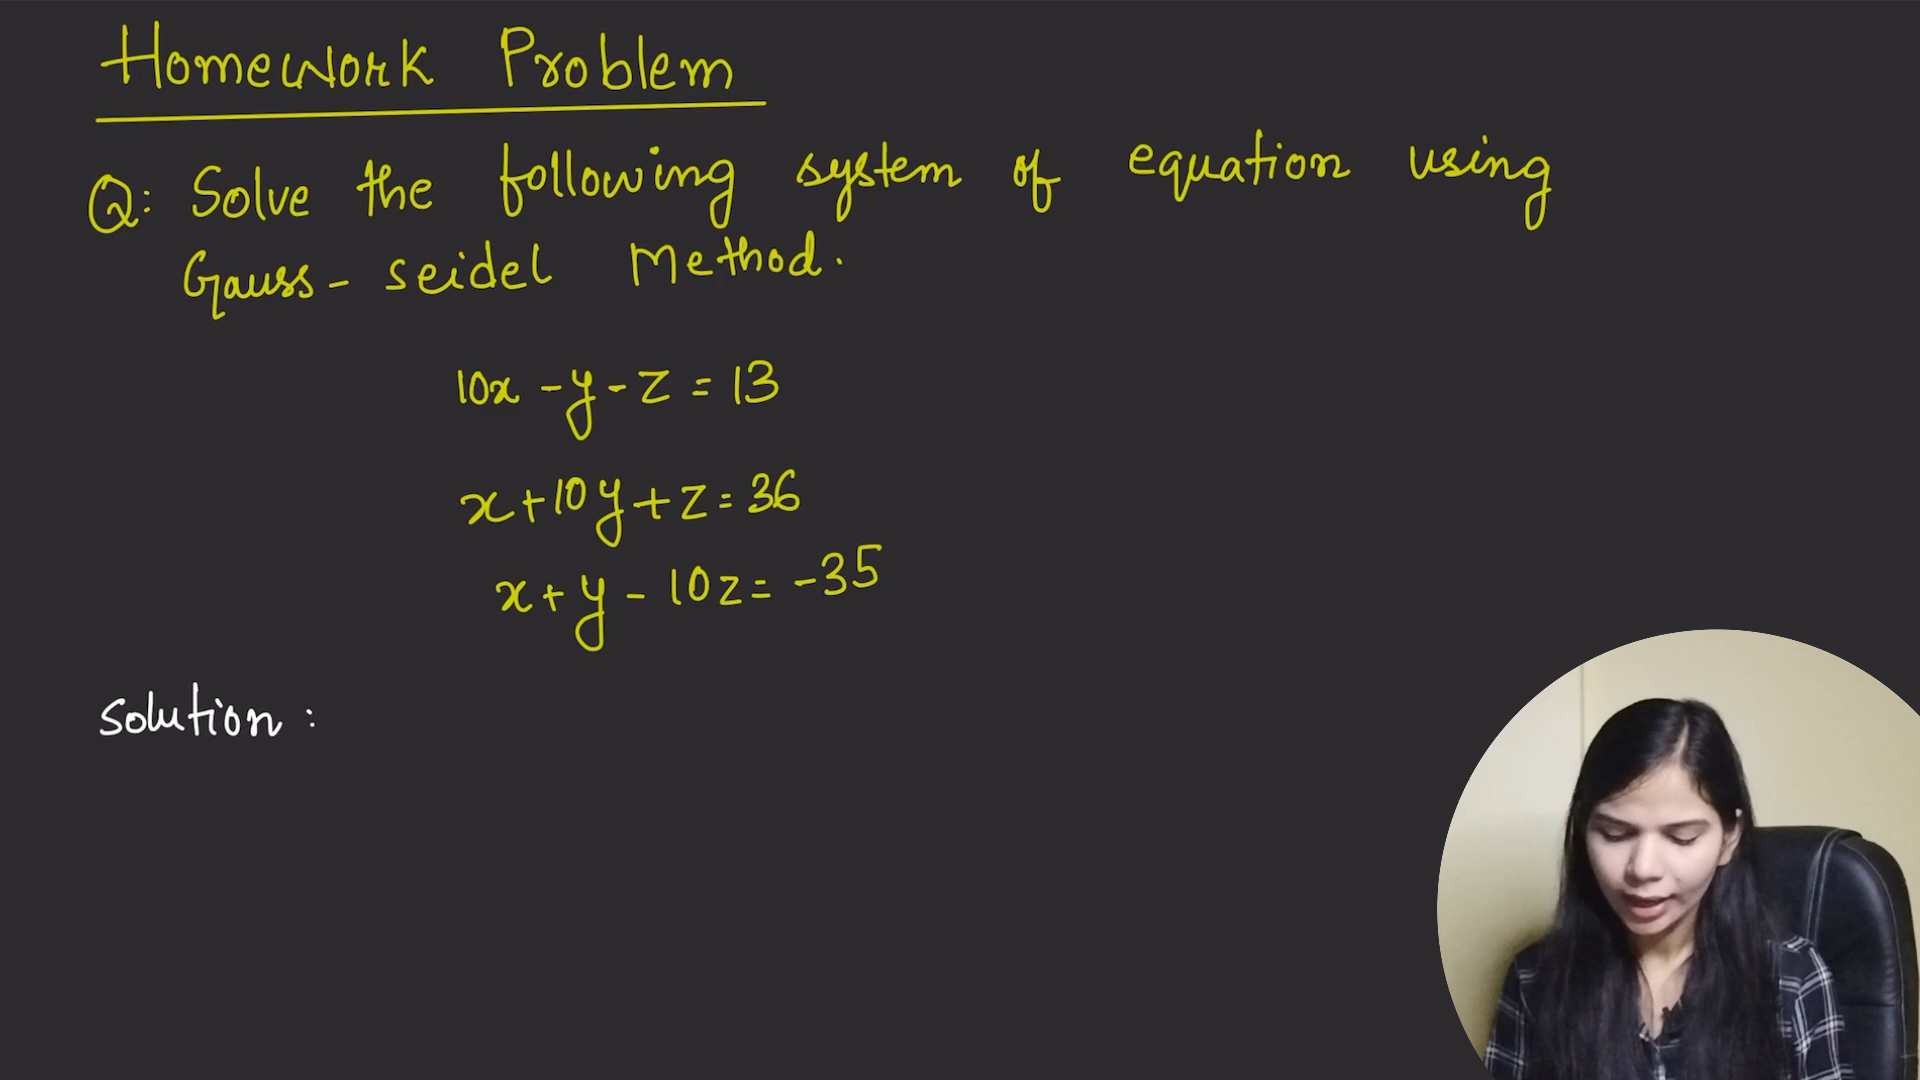 Homework Problem
Q: Solve the following system of equation using
Gauss-seidel Method.
10x - y - z = 13
x + 10y + z = 36
x + y - 10z = -35
Solution :